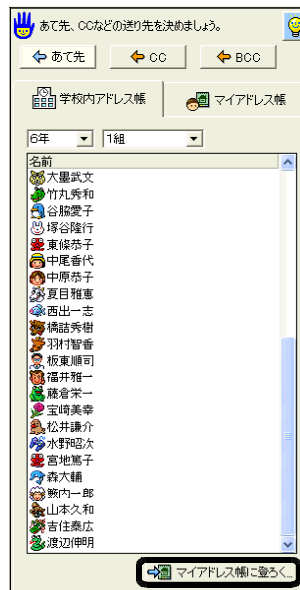 あて先、CCなどの送り先を決めましょう。
あて先 CC BCC
学校内アドレス帳 マイアドレス帳
6年 1組
名前
大墨武文
竹丸秀和
谷脇愛子
塚谷隆行
東條恭子
中尾香代
中原恭子
夏目雅恵
西出一志
橋詰秀樹
羽村智香
板東順司
福井雅一
藤倉栄一
宝崎美幸
松井謙介
水野昭次
宮地篤子
森大輔
籔内一郎
山本久和
吉住泰広
渡辺伸明
マイアドレス帳に登ろく...